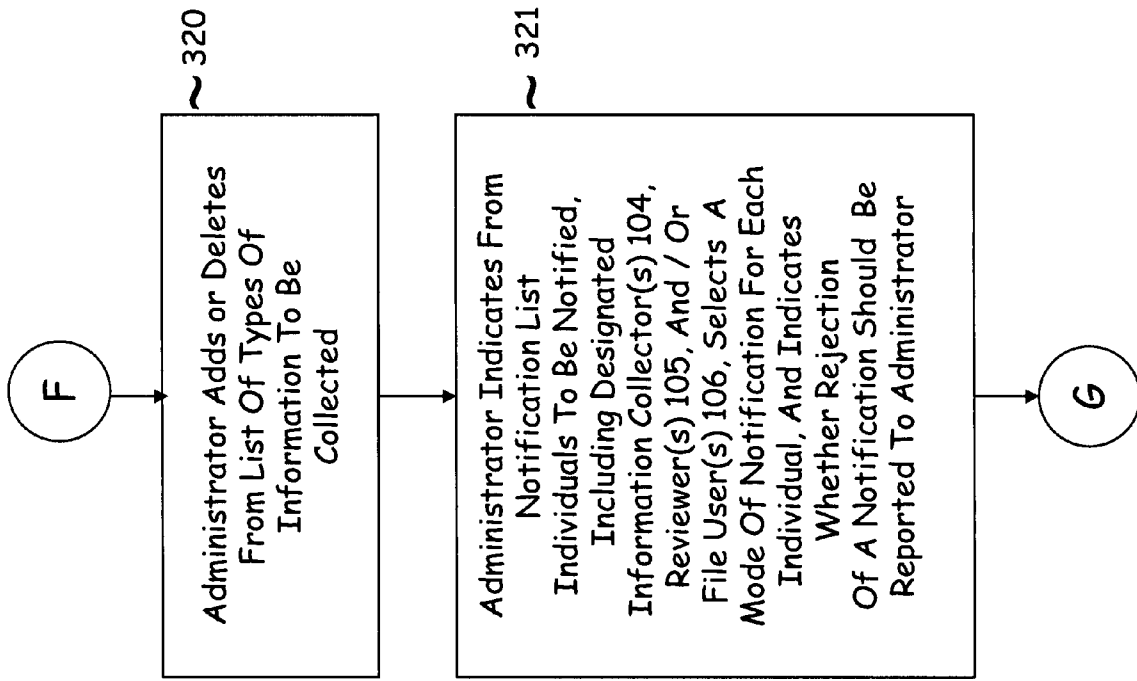 F
~ 320
Administrator Adds or Deletes
From List Of Types Of
Information To Be
Collected
~ 321
Administrator Indicates From
Notification List
Individuals To Be Notified,
Including Designated
Information Collector(s) 104,
Reviewer(s) 105, And / Or
File User(s) 106, Selects A
Mode Of Notification For Each
Individual, And Indicates
Whether Rejection
Of A Notification Should Be
Reported To Administrator
G